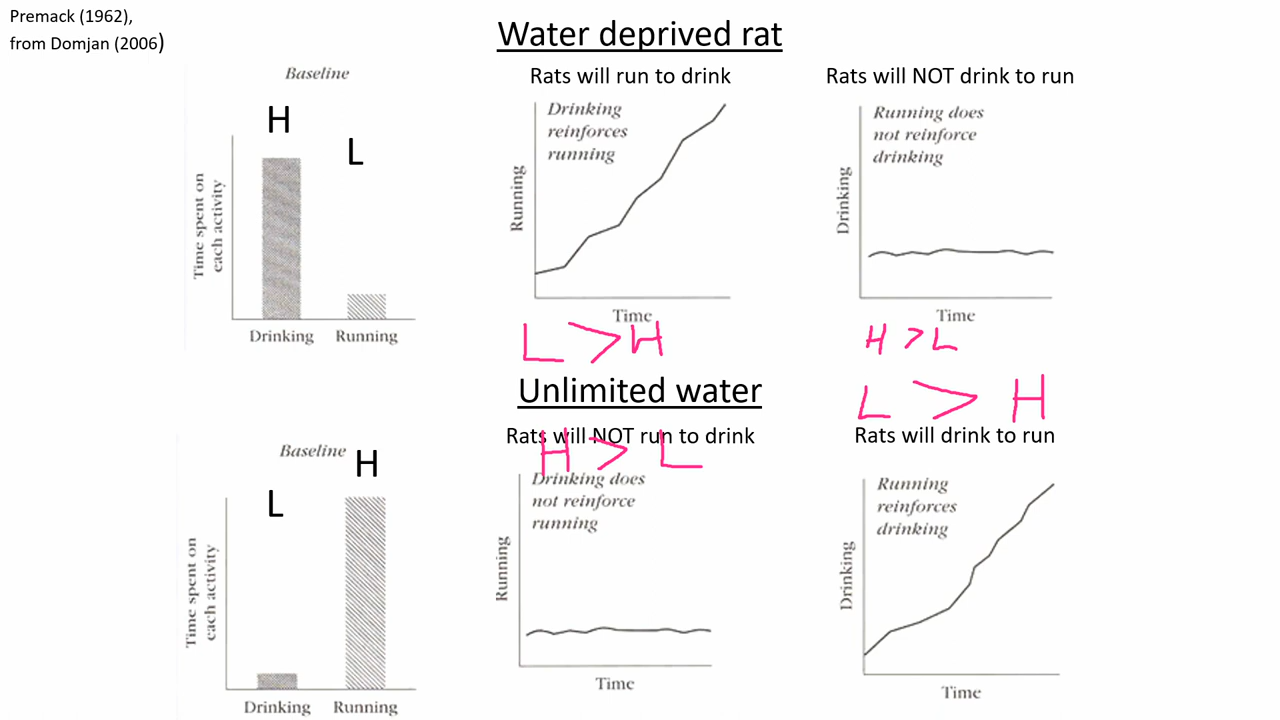 Premack (1962),
from Domjan (2006)
Water deprived rat
Baseline
H
L
Time spent on
each activity
Drinking Running
Rats will run to drink
Drinking
reinforces
running
Running
Time
L > H
Rats will NOT drink to run
Running does
not reinforce
drinking
Drinking
Time
H > L
Unlimited water
L > H
Baseline
H
L
Time spent on
each activity
Drinking Running
Rats will NOT run to drink
H > L
Drinking does
not reinforce
running
Running
Time
Rats will drink to run
Running
reinforces
drinking
Drinking
Time